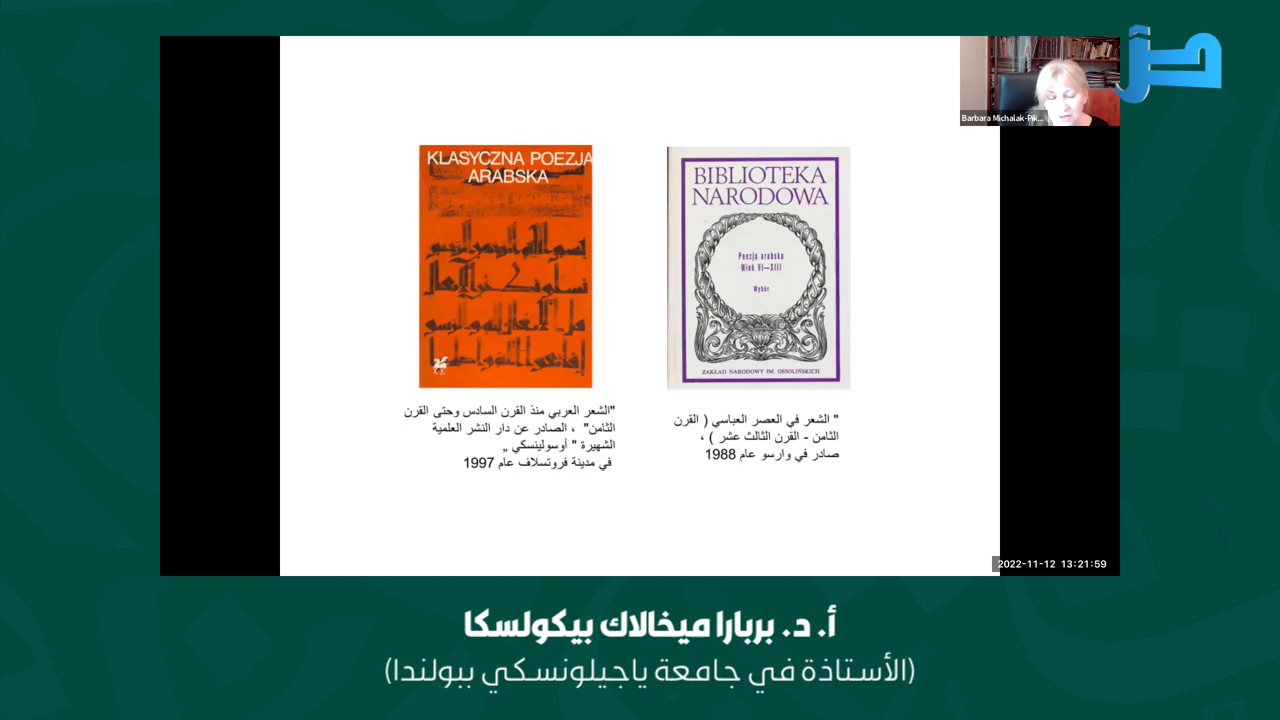 Barbara Michalak-Pik...
KLASYCZNA POEZJA
ARABSKA
BIBLIOTEKA
NARODOWA
Poezja arabska
Wiek VI—XIII
Wybór
ZAKŁAD NARODOWY IM. OSSOLIŃSKICH
"الشعر العربي منذ القرن السادس وحتى القرن
الثامن" ، الصادر عن دار النشر العلمية
الشهيرة " أوسولينسكي „
في مدينة فروتسلاف عام 1997
" الشعر في العصر العباسي ( القرن
الثامن - القرن الثالث عشر ) ،
صادر في وارسو عام 1988
2022-11-12 13:21:59
أ. د. بربارا ميخالاك بيكولسكا
(الأستاذة في جامعة ياجيلونسكي ببولندا)